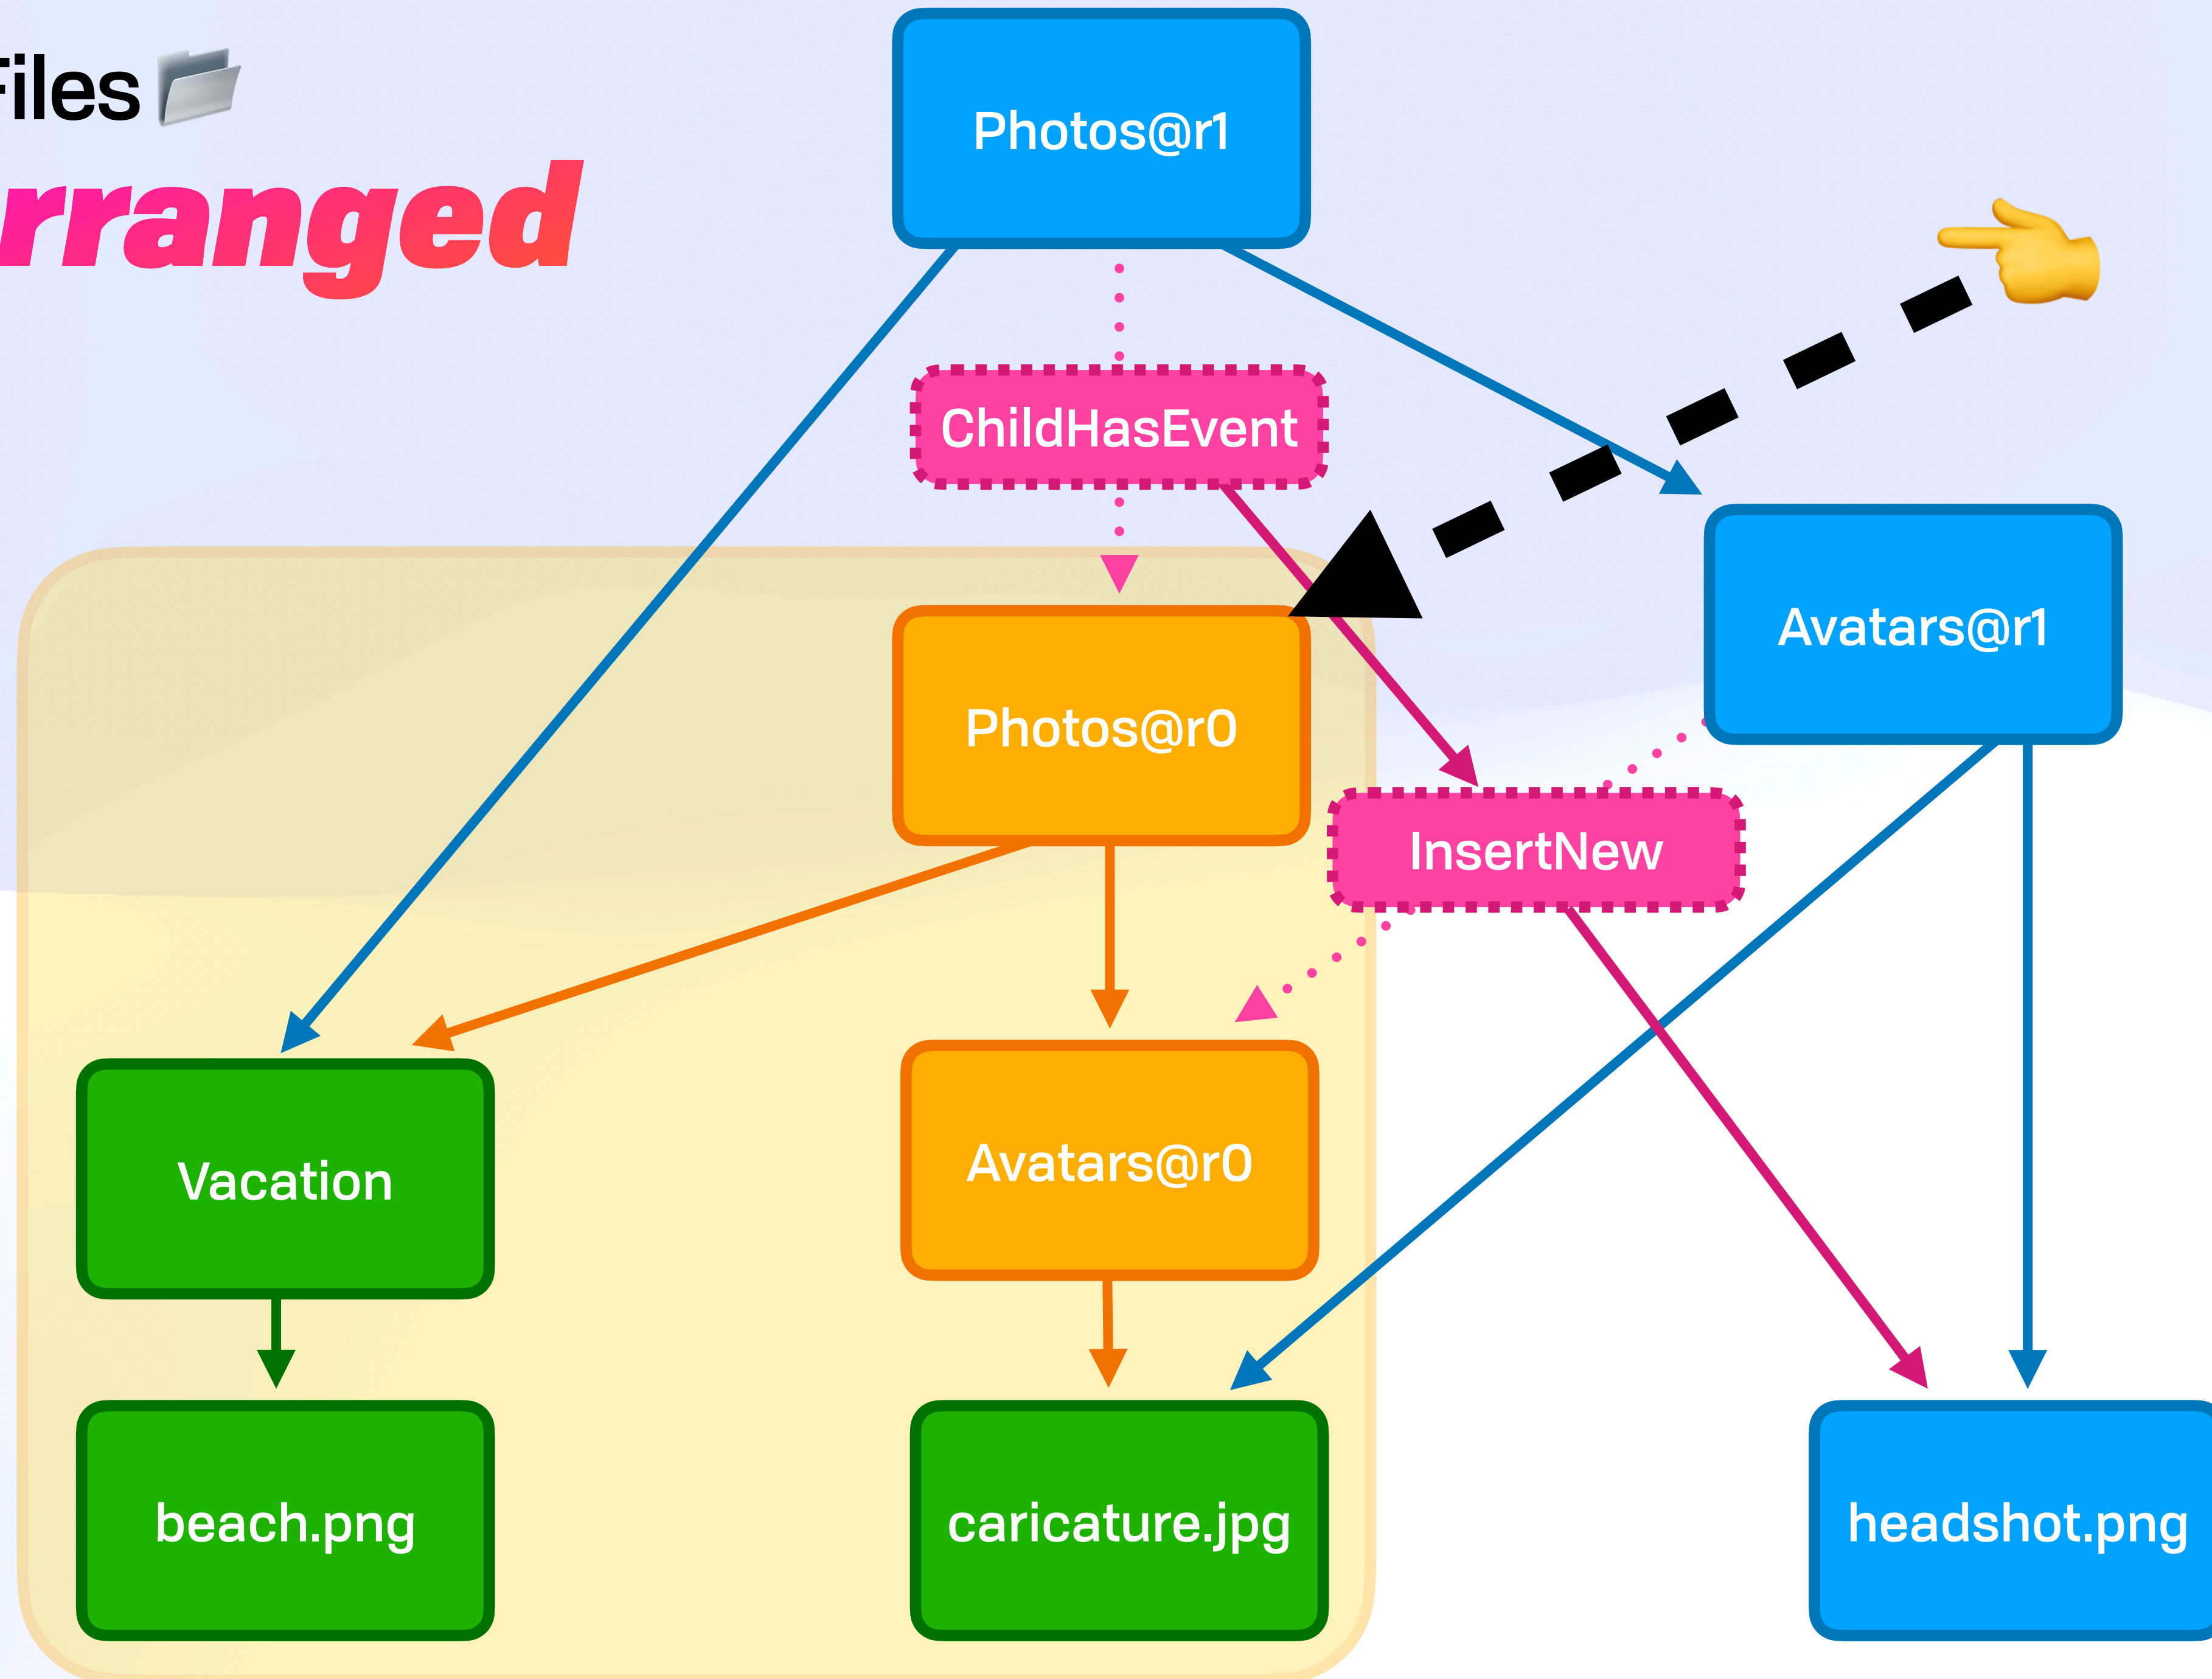 Files
rranged
Photos@r1
ChildHasEvent
Avatars@r1
Photos@r0
InsertNew
Vacation
Avatars@r0
beach.png
caricature.jpg
headshot.png